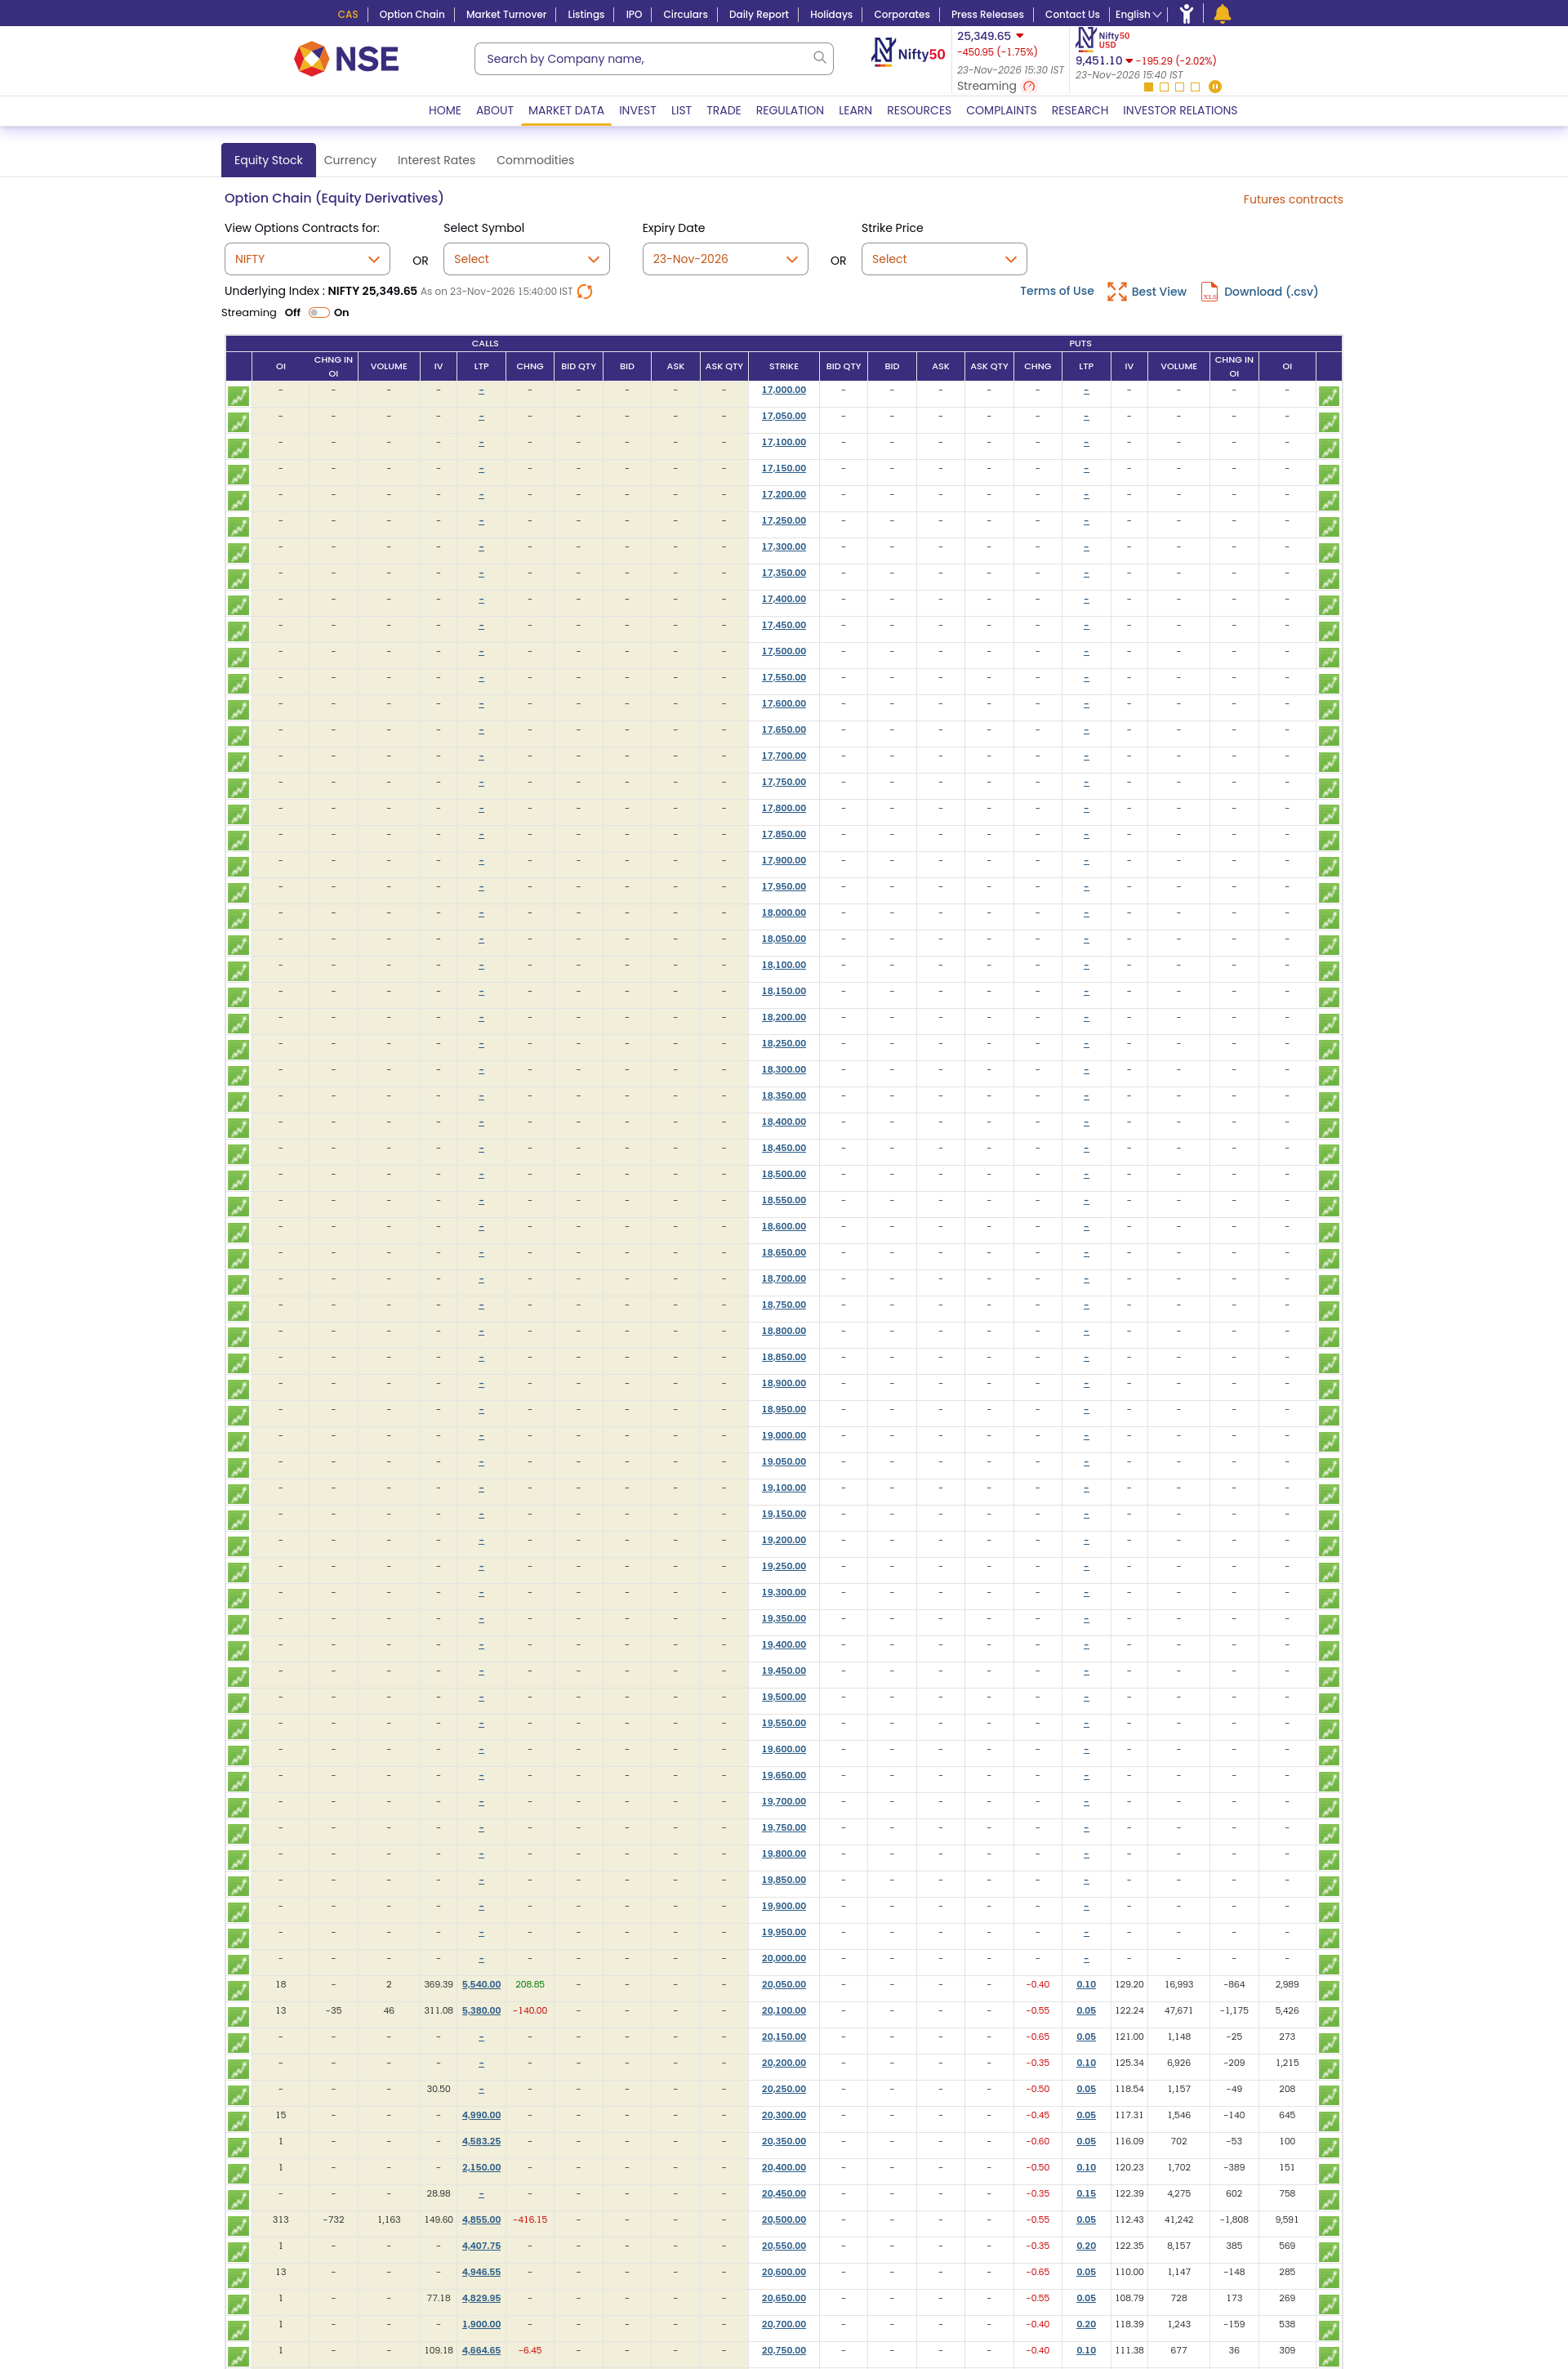 CAS Option Chain Market Turnover Listings IPO Circulars Daily Report Holidays Corporates Press Releases Contact Us English
NSE
Search by Company name,
Nifty50
25,349.65
-450.95 (-1.75%)
23-Nov-2026 15:30 IST
Streaming
Nifty50
USD
9,451.10 -195.29 (-2.02%)
23-Nov-2026 15:40 IST
HOME ABOUT MARKET DATA INVEST LIST TRADE REGULATION LEARN RESOURCES COMPLAINTS RESEARCH INVESTOR RELATIONS
Equity Stock Currency Interest Rates Commodities
Option Chain (Equity Derivatives) Futures contracts
View Options Contracts for: Select Symbol Expiry Date Strike Price
NIFTY OR Select 23-Nov-2026 OR Select
Underlying Index : NIFTY 25,349.65 As on 23-Nov-2026 15:40:00 IST Terms of Use Best View XLS Download (.csv)
Streaming Off On
CALLS PUTS
OI CHNG IN OI VOLUME IV LTP CHNG BID QTY BID ASK ASK QTY STRIKE BID QTY BID ASK ASK QTY CHNG LTP IV VOLUME CHNG IN OI OI
- - - - - - - - - - 17,000.00 - - - - - - - - - -
- - - - - - - - - - 17,050.00 - - - - - - - - - -
- - - - - - - - - - 17,100.00 - - - - - - - - - -
- - - - - - - - - - 17,150.00 - - - - - - - - - -
- - - - - - - - - - 17,200.00 - - - - - - - - - -
- - - - - - - - - - 17,250.00 - - - - - - - - - -
- - - - - - - - - - 17,300.00 - - - - - - - - - -
- - - - - - - - - - 17,350.00 - - - - - - - - - -
- - - - - - - - - - 17,400.00 - - - - - - - - - -
- - - - - - - - - - 17,450.00 - - - - - - - - - -
- - - - - - - - - - 17,500.00 - - - - - - - - - -
- - - - - - - - - - 17,550.00 - - - - - - - - - -
- - - - - - - - - - 17,600.00 - - - - - - - - - -
- - - - - - - - - - 17,650.00 - - - - - - - - - -
- - - - - - - - - - 17,700.00 - - - - - - - - - -
- - - - - - - - - - 17,750.00 - - - - - - - - - -
- - - - - - - - - - 17,800.00 - - - - - - - - - -
- - - - - - - - - - 17,850.00 - - - - - - - - - -
- - - - - - - - - - 17,900.00 - - - - - - - - - -
- - - - - - - - - - 17,950.00 - - - - - - - - - -
- - - - - - - - - - 18,000.00 - - - - - - - - - -
- - - - - - - - - - 18,050.00 - - - - - - - - - -
- - - - - - - - - - 18,100.00 - - - - - - - - - -
- - - - - - - - - - 18,150.00 - - - - - - - - - -
- - - - - - - - - - 18,200.00 - - - - - - - - - -
- - - - - - - - - - 18,250.00 - - - - - - - - - -
- - - - - - - - - - 18,300.00 - - - - - - - - - -
- - - - - - - - - - 18,350.00 - - - - - - - - - -
- - - - - - - - - - 18,400.00 - - - - - - - - - -
- - - - - - - - - - 18,450.00 - - - - - - - - - -
- - - - - - - - - - 18,500.00 - - - - - - - - - -
- - - - - - - - - - 18,550.00 - - - - - - - - - -
- - - - - - - - - - 18,600.00 - - - - - - - - - -
- - - - - - - - - - 18,650.00 - - - - - - - - - -
- - - - - - - - - - 18,700.00 - - - - - - - - - -
- - - - - - - - - - 18,750.00 - - - - - - - - - -
- - - - - - - - - - 18,800.00 - - - - - - - - - -
- - - - - - - - - - 18,850.00 - - - - - - - - - -
- - - - - - - - - - 18,900.00 - - - - - - - - - -
- - - - - - - - - - 18,950.00 - - - - - - - - - -
- - - - - - - - - - 19,000.00 - - - - - - - - - -
- - - - - - - - - - 19,050.00 - - - - - - - - - -
- - - - - - - - - - 19,100.00 - - - - - - - - - -
- - - - - - - - - - 19,150.00 - - - - - - - - - -
- - - - - - - - - - 19,200.00 - - - - - - - - - -
- - - - - - - - - - 19,250.00 - - - - - - - - - -
- - - - - - - - - - 19,300.00 - - - - - - - - - -
- - - - - - - - - - 19,350.00 - - - - - - - - - -
- - - - - - - - - - 19,400.00 - - - - - - - - - -
- - - - - - - - - - 19,450.00 - - - - - - - - - -
- - - - - - - - - - 19,500.00 - - - - - - - - - -
- - - - - - - - - - 19,550.00 - - - - - - - - - -
- - - - - - - - - - 19,600.00 - - - - - - - - - -
- - - - - - - - - - 19,650.00 - - - - - - - - - -
- - - - - - - - - - 19,700.00 - - - - - - - - - -
- - - - - - - - - - 19,750.00 - - - - - - - - - -
- - - - - - - - - - 19,800.00 - - - - - - - - - -
- - - - - - - - - - 19,850.00 - - - - - - - - - -
- - - - - - - - - - 19,900.00 - - - - - - - - - -
- - - - - - - - - - 19,950.00 - - - - - - - - - -
- - - - - - - - - - 20,000.00 - - - - - - - - - -
18 - 2 369.39 5,540.00 208.85 - - - - 20,050.00 - - - - -0.40 0.10 129.20 16,993 -864 2,989
13 -35 46 311.08 5,380.00 -140.00 - - - - 20,100.00 - - - - -0.55 0.05 122.24 47,671 -1,175 5,426
- - - - - - - - - - 20,150.00 - - - - -0.65 0.05 121.00 1,148 -25 273
- - - - - - - - - - 20,200.00 - - - - -0.35 0.10 125.34 6,926 -209 1,215
- - - 30.50 - - - - - - 20,250.00 - - - - -0.50 0.05 118.54 1,157 -49 208
15 - - - 4,990.00 - - - - - 20,300.00 - - - - -0.45 0.05 117.31 1,546 -140 645
1 - - - 4,583.25 - - - - - 20,350.00 - - - - -0.60 0.05 116.09 702 -53 100
1 - - - 2,150.00 - - - - - 20,400.00 - - - - -0.50 0.10 120.23 1,702 -389 151
- - - 28.98 - - - - - - 20,450.00 - - - - -0.35 0.15 122.39 4,275 602 758
313 -732 1,163 149.60 4,855.00 -416.15 - - - - 20,500.00 - - - - -0.55 0.05 112.43 41,242 -1,808 9,591
1 - - - 4,407.75 - - - - - 20,550.00 - - - - -0.35 0.20 122.35 8,157 385 569
13 - - - 4,946.55 - - - - - 20,600.00 - - - - -0.65 0.05 110.00 1,147 -148 285
1 - - 77.18 4,829.95 - - - - - 20,650.00 - - - - -0.55 0.05 108.79 728 173 269
1 - - - 1,900.00 - - - - - 20,700.00 - - - - -0.40 0.20 118.39 1,243 -159 538
1 - - 109.18 4,664.65 -6.45 - - - - 20,750.00 - - - - -0.40 0.10 111.38 677 36 309